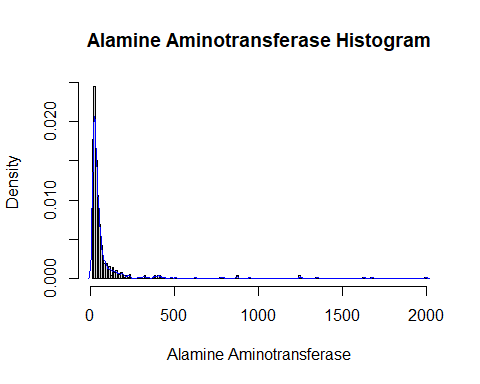 Alamine Aminotransferase Histogram
Density
0.020
0.010
0.000
0 500 1000 1500 2000
Alamine Aminotransferase